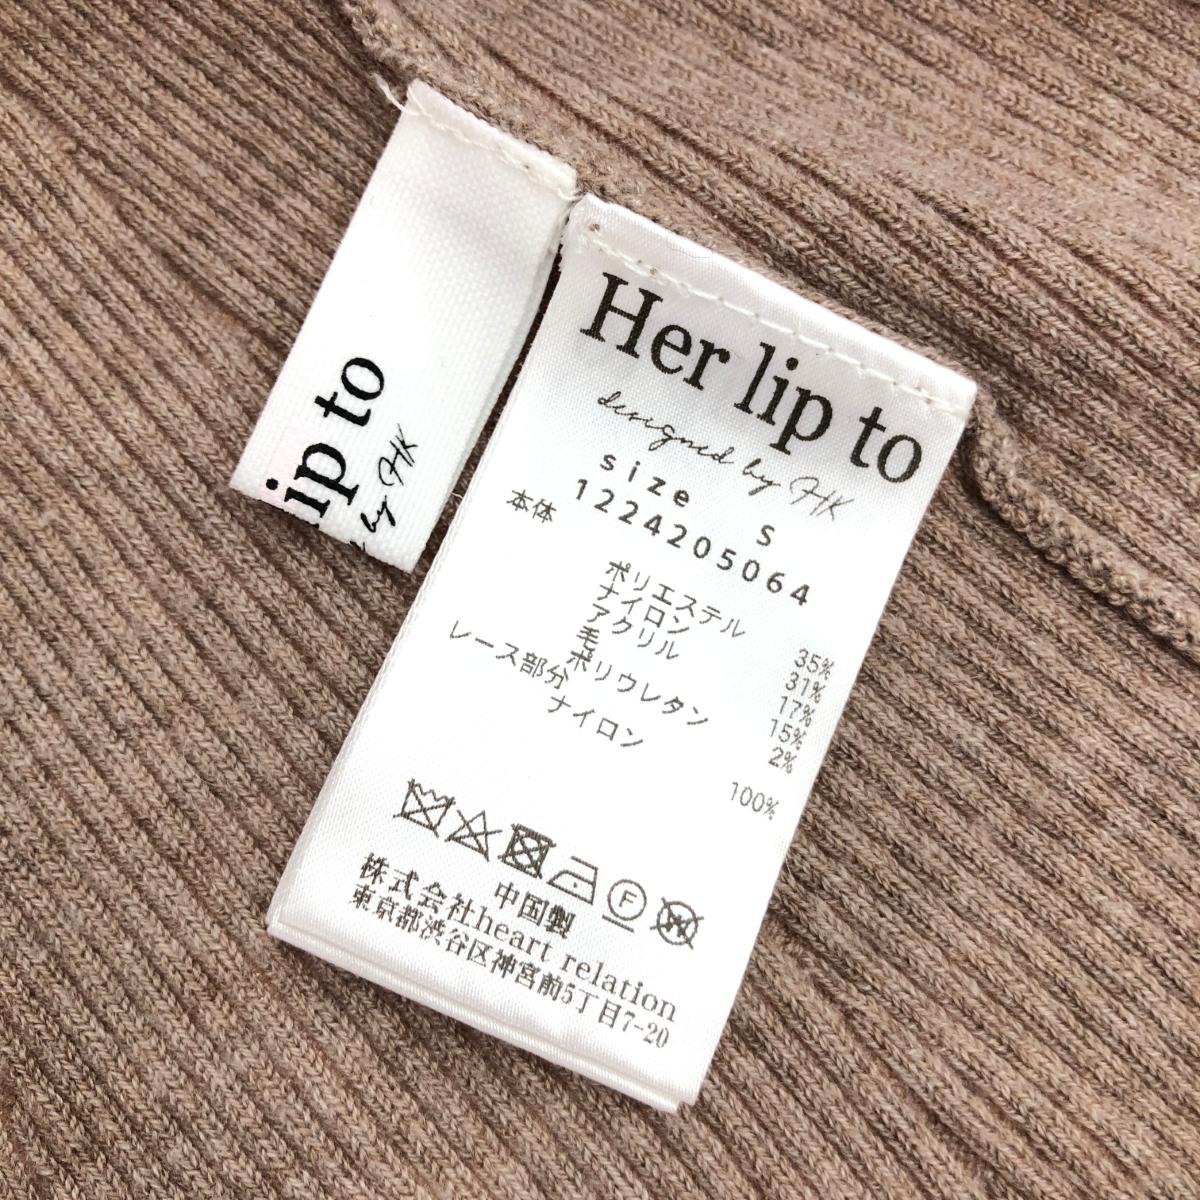 ip to
by HK
Her lip to
designed by HK
size S
1224205064
本体
ポリエステル 35%
ナイロン 31%
アクリル 17%
毛 15%
ポリウレタン 2%
レース部分
ナイロン 100%
F
W
中国製
株式会社heart relation
東京都渋谷区神宮前5丁目7-20